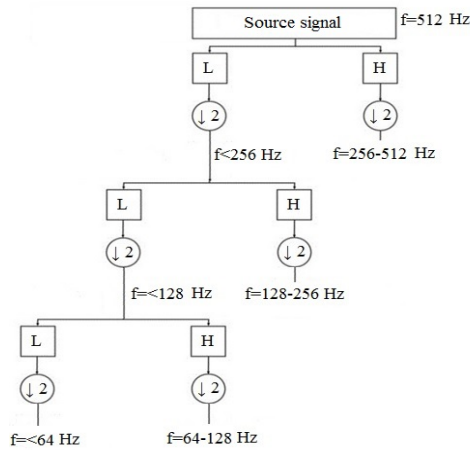 Source signal f=512 Hz
L H
↓ 2 ↓ 2
f<256 Hz f=256-512 Hz
L H
↓ 2 ↓ 2
f=<128 Hz f=128-256 Hz
L H
↓ 2 ↓ 2
f=<64 Hz f=64-128 Hz